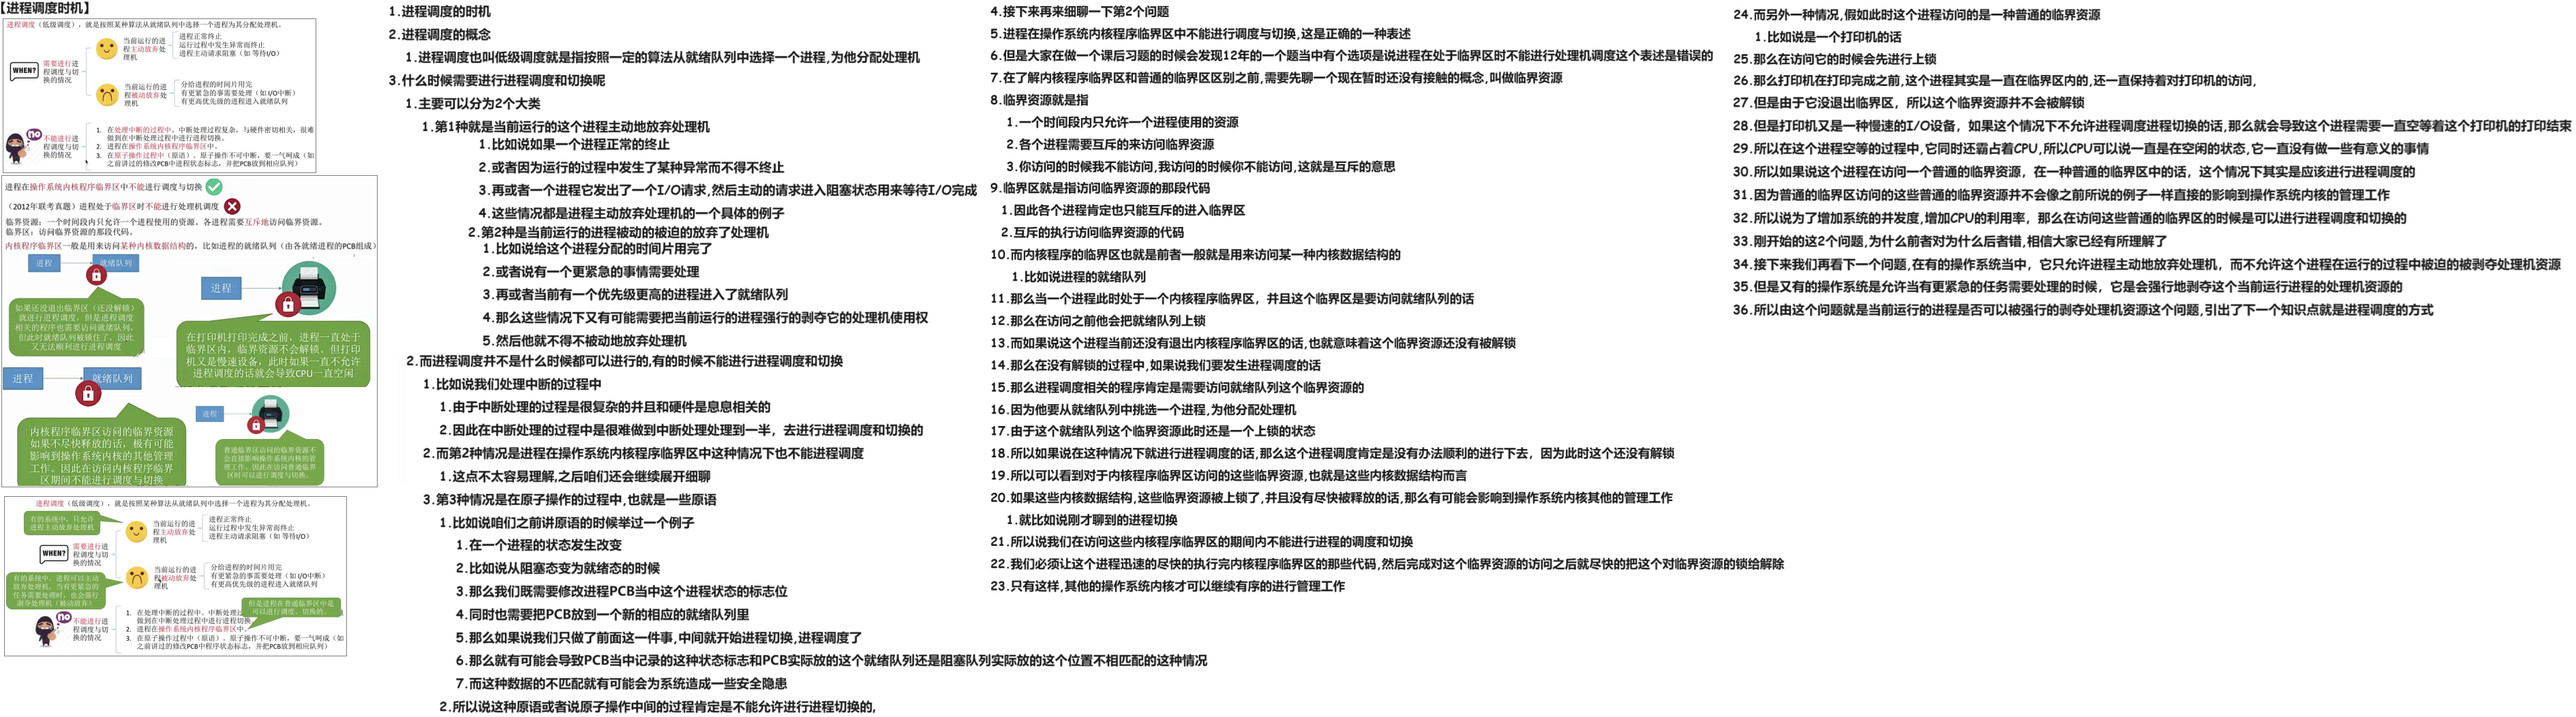 【进程调度时机】
进程调度（低级调度），就是按照某种算法从就绪队列中选择一个进程为其分配处理机。
WHEN?
需要进行进程调度与切换的情况
当前运行的进程主动放弃处理机
进程正常终止
运行过程中发生异常而终止
进程主动请求阻塞（如 等待I/O）
当前运行的进程被动放弃处理机
分给进程的时间片用完
有更紧急的事需要处理（如 I/O中断）
有更高优先级的进程进入就绪队列
no
不能进行进程调度与切换的情况
1. 在处理中断的过程中。中断处理过程复杂，与硬件密切相关，很难
做到在中断处理过程中进行进程切换。
2. 进程在操作系统内核程序临界区中。
3. 在原子操作过程中（原语）。原子操作不可中断，要一气呵成（如
之前讲过的修改PCB中进程状态标志，并把PCB放到相应队列）
进程在操作系统内核程序临界区中不能进行调度与切换
（2012年联考真题）进程处于临界区时不能进行处理机调度
临界资源：一个时间段内只允许一个进程使用的资源。各进程需要互斥地访问临界资源。
临界区：访问临界资源的那段代码。
内核程序临界区一般是用来访问某种内核数据结构的，比如进程的就绪队列（由各就绪进程的PCB组成）
进程
就绪队列
如果还没退出临界区（还没解锁）
就进行进程调度，但是进程调度
相关的程序也需要访问就绪队列，
但此时就绪队列被锁住了，因此
又无法顺利进行进程调度
进程
在打印机打印完成之前，进程一直处于
临界区内，临界资源不会解锁。但打印
机又是慢速设备，此时如果一直不允许
进程调度的话就会导致CPU一直空闲
进程
就绪队列
内核程序临界区访问的临界资源
如果不尽快释放的话，极有可能
影响到操作系统内核的其他管理
工作。因此在访问内核程序临界
区期间不能进行调度与切换
进程
普通临界区访问的临界资源不
会直接影响操作系统内核的管
理工作。因此在访问普通临界
区时可以进行调度与切换。
进程调度（低级调度），就是按照某种算法从就绪队列中选择一个进程为其分配处理机。
有的系统中，只允许
进程主动放弃处理机
WHEN?
需要进行进程调度与切换的情况
当前运行的进程主动放弃处理机
进程正常终止
运行过程中发生异常而终止
进程主动请求阻塞（如 等待I/O）
有的系统中，进程可以主动
放弃处理机，当有更紧急的
任务需要处理时，也会强行
剥夺处理机（被动放弃）
当前运行的进程被动放弃处理机
分给进程的时间片用完
有更紧急的事需要处理（如 I/O中断）
有更高优先级的进程进入就绪队列
但是进程在普通临界区中是
可以进行调度、切换的。
no
不能进行进程调度与切换的情况
1. 在处理中断的过程中。中断处理过
做到在中断处理过程中进行进程切换
2. 进程在操作系统内核程序临界区中。
3. 在原子操作过程中（原语）。原子操作不可中断，要一气呵成（如
之前讲过的修改PCB中程序状态标志，并把PCB放到相应队列）
1.进程调度的时机
2.进程调度的概念
1.进程调度也叫低级调度就是指按照一定的算法从就绪队列中选择一个进程,为他分配处理机
3.什么时候需要进行进程调度和切换呢
1.主要可以分为2个大类
1.第1种就是当前运行的这个进程主动地放弃处理机
1.比如说如果一个进程正常的终止
2.或者因为运行的过程中发生了某种异常而不得不终止
3.再或者一个进程它发出了一个I/O请求,然后主动的请求进入阻塞状态用来等待I/O完成
4.这些情况都是进程主动放弃处理机的一个具体的例子
2.第2种是当前运行的进程被动的被迫的放弃了处理机
1.比如说给这个进程分配的时间片用完了
2.或者说有一个更紧急的事情需要处理
3.再或者当前有一个优先级更高的进程进入了就绪队列
4.那么这些情况下又有可能需要把当前运行的进程强行的剥夺它的处理机使用权
5.然后他就不得不被动地放弃处理机
2.而进程调度并不是什么时候都可以进行的,有的时候不能进行进程调度和切换
1.比如说我们处理中断的过程中
1.由于中断处理的过程是很复杂的并且和硬件是息息相关的
2.因此在中断处理的过程中是很难做到中断处理处理到一半，去进行进程调度和切换的
2.而第2种情况是进程在操作系统内核程序临界区中这种情况下也不能进程调度
1.这点不太容易理解,之后咱们还会继续展开细聊
3.第3种情况是在原子操作的过程中,也就是一些原语
1.比如说咱们之前讲原语的时候举过一个例子
1.在一个进程的状态发生改变
2.比如说从阻塞态变为就绪态的时候
3.那么我们既需要修改进程PCB当中这个进程状态的标志位
4.同时也需要把PCB放到一个新的相应的就绪队列里
5.那么如果说我们只做了前面这一件事,中间就开始进程切换,进程调度了
6.那么就有可能会导致PCB当中记录的这种状态标志和PCB实际放的这个就绪队列还是阻塞队列实际放的这个位置不相匹配的这种情况
7.而这种数据的不匹配就有可能会为系统造成一些安全隐患
2.所以说这种原语或者说原子操作中间的过程肯定是不能允许进行进程切换的,
4.接下来再来细聊一下第2个问题
5.进程在操作系统内核程序临界区中不能进行调度与切换,这是正确的一种表述
6.但是大家在做一个课后习题的时候会发现12年的一个题当中有个选项是说进程在处于临界区时不能进行处理机调度这个表述是错误的
7.在了解内核程序临界区和普通的临界区区别之前,需要先聊一个现在暂时还没有接触的概念,叫做临界资源
8.临界资源就是指
1.一个时间段内只允许一个进程使用的资源
2.各个进程需要互斥的来访问临界资源
3.你访问的时候我不能访问,我访问的时候你不能访问,这就是互斥的意思
9.临界区就是指访问临界资源的那段代码
1.因此各个进程肯定也只能互斥的进入临界区
2.互斥的执行访问临界资源的代码
10.而内核程序的临界区也就是前者一般就是用来访问某一种内核数据结构的
1.比如说进程的就绪队列
11.那么当一个进程此时处于一个内核程序临界区，并且这个临界区是要访问就绪队列的话
12.那么在访问之前他会把就绪队列上锁
13.而如果说这个进程当前还没有退出内核程序临界区的话,也就意味着这个临界资源还没有被解锁
14.那么在没有解锁的过程中,如果说我们要发生进程调度的话
15.那么进程调度相关的程序肯定是需要访问就绪队列这个临界资源的
16.因为他要从就绪队列中挑选一个进程,为他分配处理机
17.由于这个就绪队列这个临界资源此时还是一个上锁的状态
18.所以如果说在这种情况下就进行进程调度的话,那么这个进程调度肯定是没有办法顺利的进行下去，因为此时这个还没有解锁
19.所以可以看到对于内核程序临界区访问的这些临界资源,也就是这些内核数据结构而言
20.如果这些内核数据结构,这些临界资源被上锁了,并且没有尽快被释放的话,那么有可能会影响到操作系统内核其他的管理工作
1.就比如说刚才聊到的进程切换
21.所以说我们在访问这些内核程序临界区的期间内不能进行进程的调度和切换
22.我们必须让这个进程迅速的尽快的执行完内核程序临界区的那些代码,然后完成对这个临界资源的访问之后就尽快的把这个对临界资源的锁给解除
23.只有这样,其他的操作系统内核才可以继续有序的进行管理工作
24.而另外一种情况,假如此时这个进程访问的是一种普通的临界资源
1.比如说是一个打印机的话
25.那么在访问它的时候会先进行上锁
26.那么打印机在打印完成之前,这个进程其实是一直在临界区内的,还一直保持着对打印机的访问,
27.但是由于它没退出临界区，所以这个临界资源并不会被解锁
28.但是打印机又是一种慢速的I/O设备，如果这个情况下不允许进程调度进程切换的话,那么就会导致这个进程需要一直空等着这个打印机的打印结束
29.所以在这个进程空等的过程中,它同时还霸占着CPU,所以CPU可以说一直是在空闲的状态,它一直没有做一些有意义的事情
30.所以如果说这个进程在访问一个普通的临界资源，在一种普通的临界区中的话，这个情况下其实是应该进行进程调度的
31.因为普通的临界区访问的这些普通的临界资源并不会像之前所说的例子一样直接的影响到操作系统内核的管理工作
32.所以说为了增加系统的并发度,增加CPU的利用率，那么在访问这些普通的临界区的时候是可以进行进程调度和切换的
33.刚开始的这2个问题,为什么前者对为什么后者错,相信大家已经有所理解了
34.接下来我们再看下一个问题,在有的操作系统当中，它只允许进程主动地放弃处理机，而不允许这个进程在运行的过程中被迫的被剥夺处理机资源
35.但是又有的操作系统是允许当有更紧急的任务需要处理的时候，它是会强行地剥夺这个当前运行进程的处理机资源的
36.所以由这个问题就是当前运行的进程是否可以被强行的剥夺处理机资源这个问题,引出了下一个知识点就是进程调度的方式